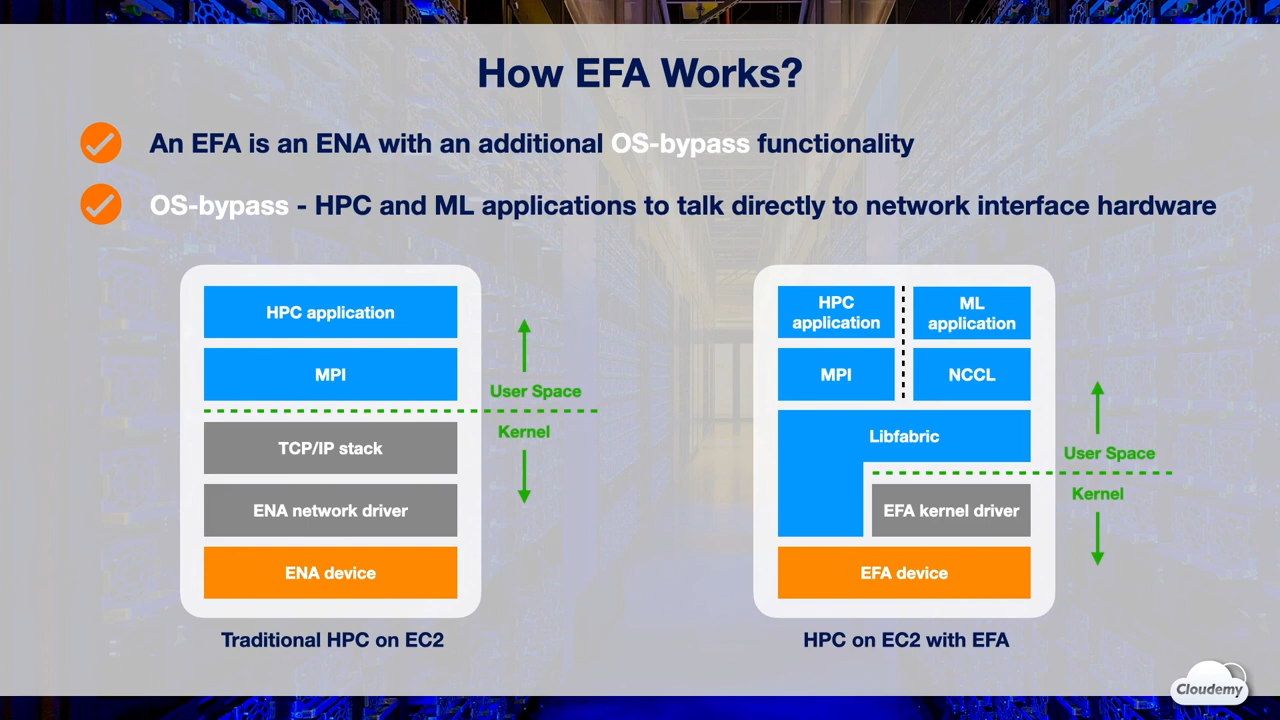 How EFA Works?
An EFA is an ENA with an additional OS-bypass functionality
OS-bypass - HPC and ML applications to talk directly to network interface hardware
HPC application
MPI
User Space
Kernel
TCP/IP stack
ENA network driver
ENA device
Traditional HPC on EC2
HPC
application
ML
application
MPI
NCCL
Libfabric
User Space
Kernel
EFA kernel driver
EFA device
HPC on EC2 with EFA
Cloudemy